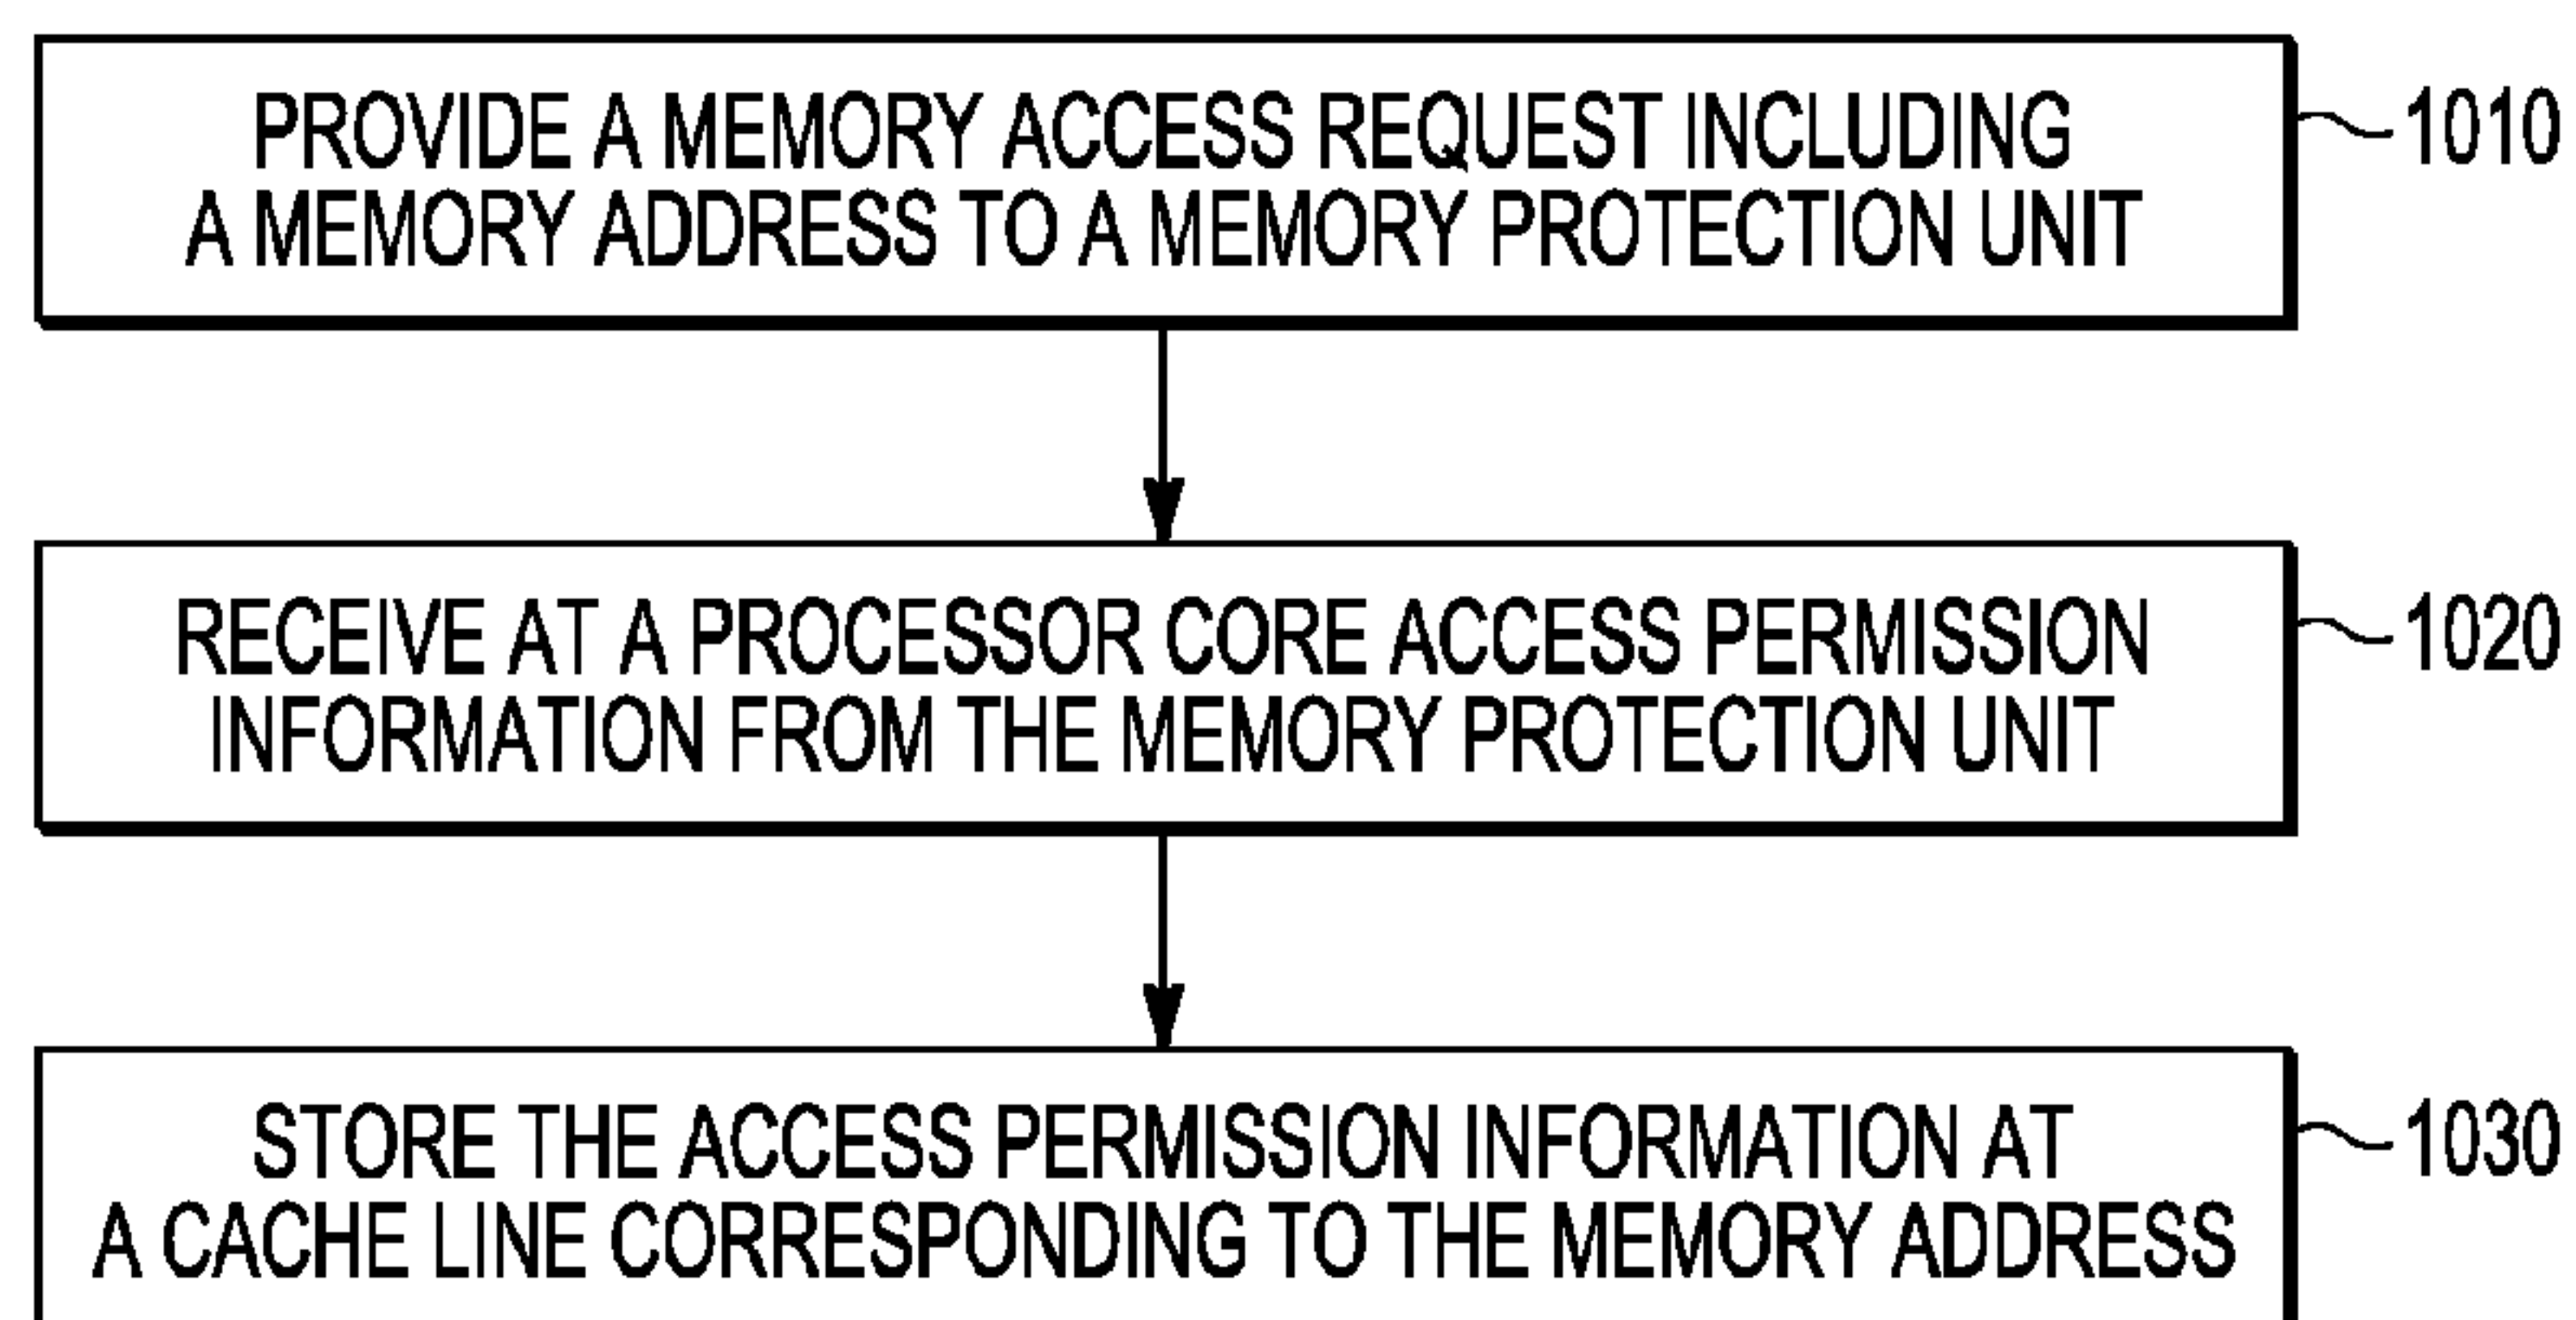 PROVIDE A MEMORY ACCESS REQUEST INCLUDING
A MEMORY ADDRESS TO A MEMORY PROTECTION UNIT
1010
RECEIVE AT A PROCESSOR CORE ACCESS PERMISSION
INFORMATION FROM THE MEMORY PROTECTION UNIT
1020
STORE THE ACCESS PERMISSION INFORMATION AT
A CACHE LINE CORRESPONDING TO THE MEMORY ADDRESS
1030